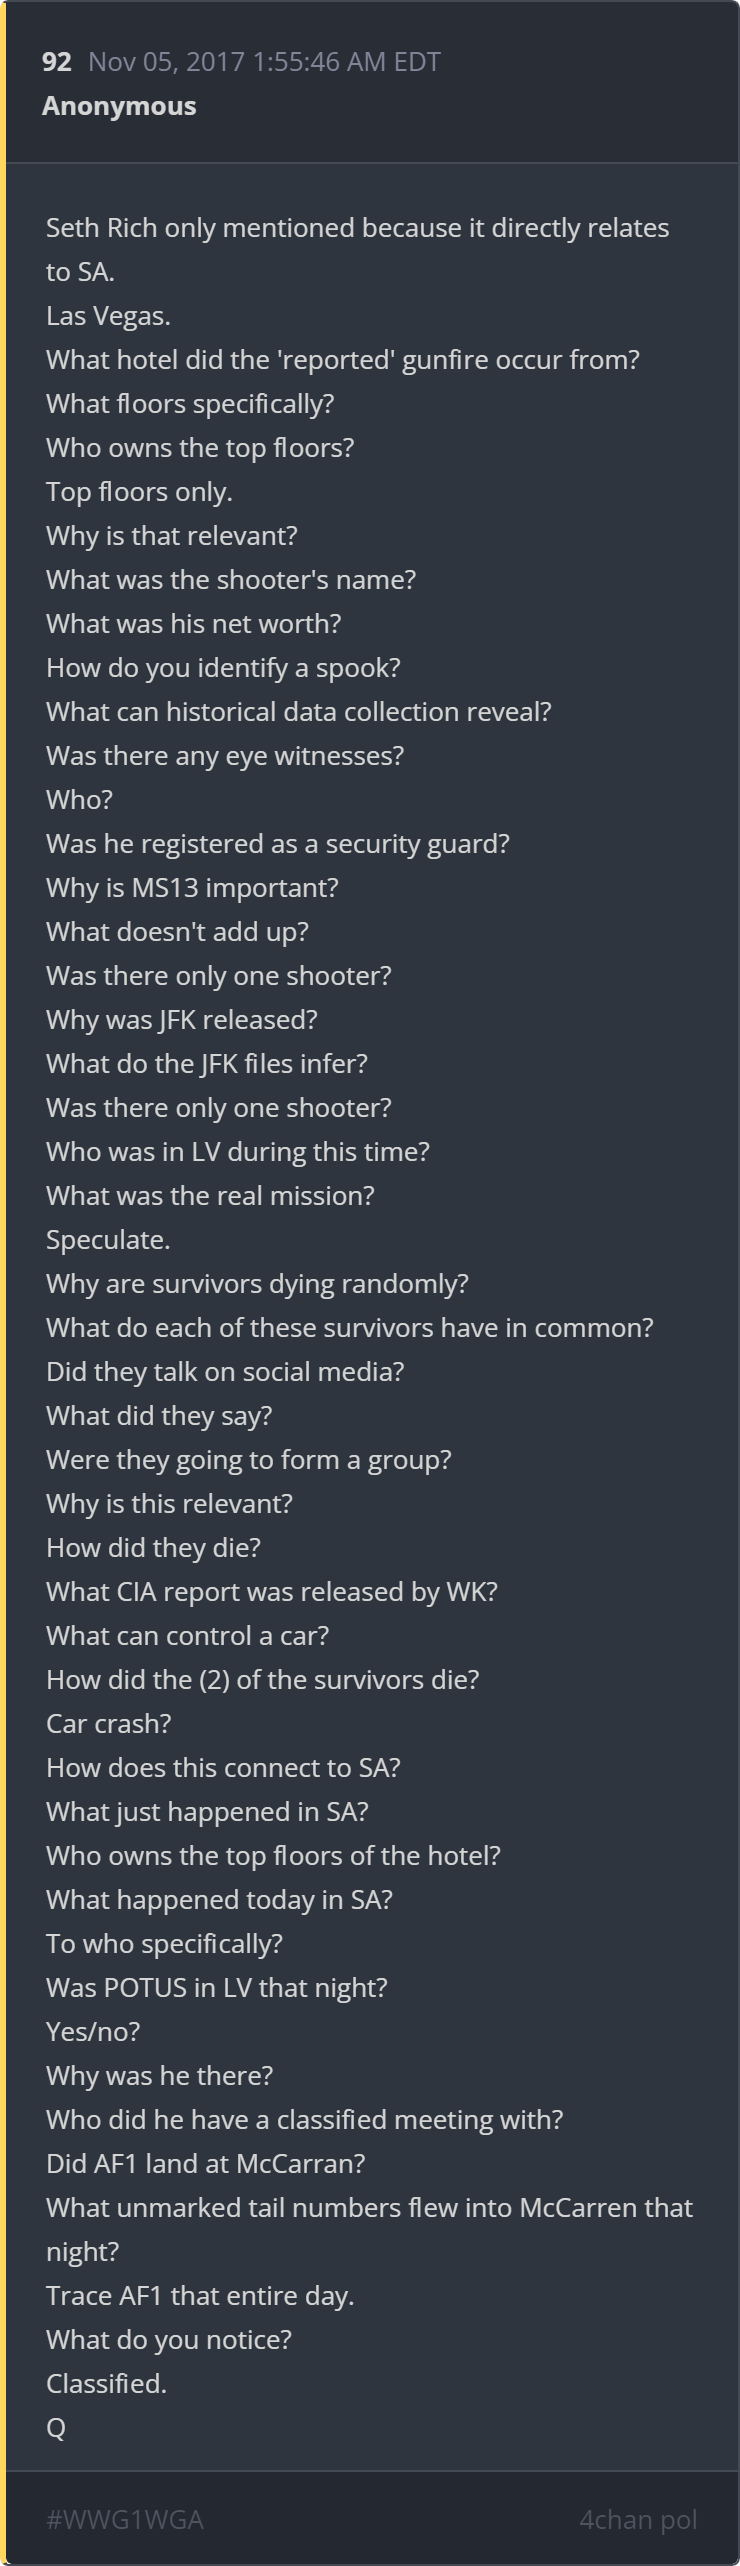 92 Nov 05, 2017 1:55:46 AM EDT
Anonymous
Seth Rich only mentioned because it directly relates
to SA.
Las Vegas.
What hotel did the 'reported' gunfire occur from?
What floors specifically?
Who owns the top floors?
Top floors only.
Why is that relevant?
What was the shooter's name?
What was his net worth?
How do you identify a spook?
What can historical data collection reveal?
Was there any eye witnesses?
Who?
Was he registered as a security guard?
Why is MS13 important?
What doesn't add up?
Was there only one shooter?
Why was JFK released?
What do the JFK files infer?
Was there only one shooter?
Who was in LV during this time?
What was the real mission?
Speculate.
Why are survivors dying randomly?
What do each of these survivors have in common?
Did they talk on social media?
What did they say?
Were they going to form a group?
Why is this relevant?
How did they die?
What CIA report was released by WK?
What can control a car?
How did the (2) of the survivors die?
Car crash?
How does this connect to SA?
What just happened in SA?
Who owns the top floors of the hotel?
What happened today in SA?
To who specifically?
Was POTUS in LV that night?
Yes/no?
Why was he there?
Who did he have a classified meeting with?
Did AF1 land at McCarran?
What unmarked tail numbers flew into McCarren that
night?
Trace AF1 that entire day.
What do you notice?
Classified.
Q
#WWG1WGA 4chan pol